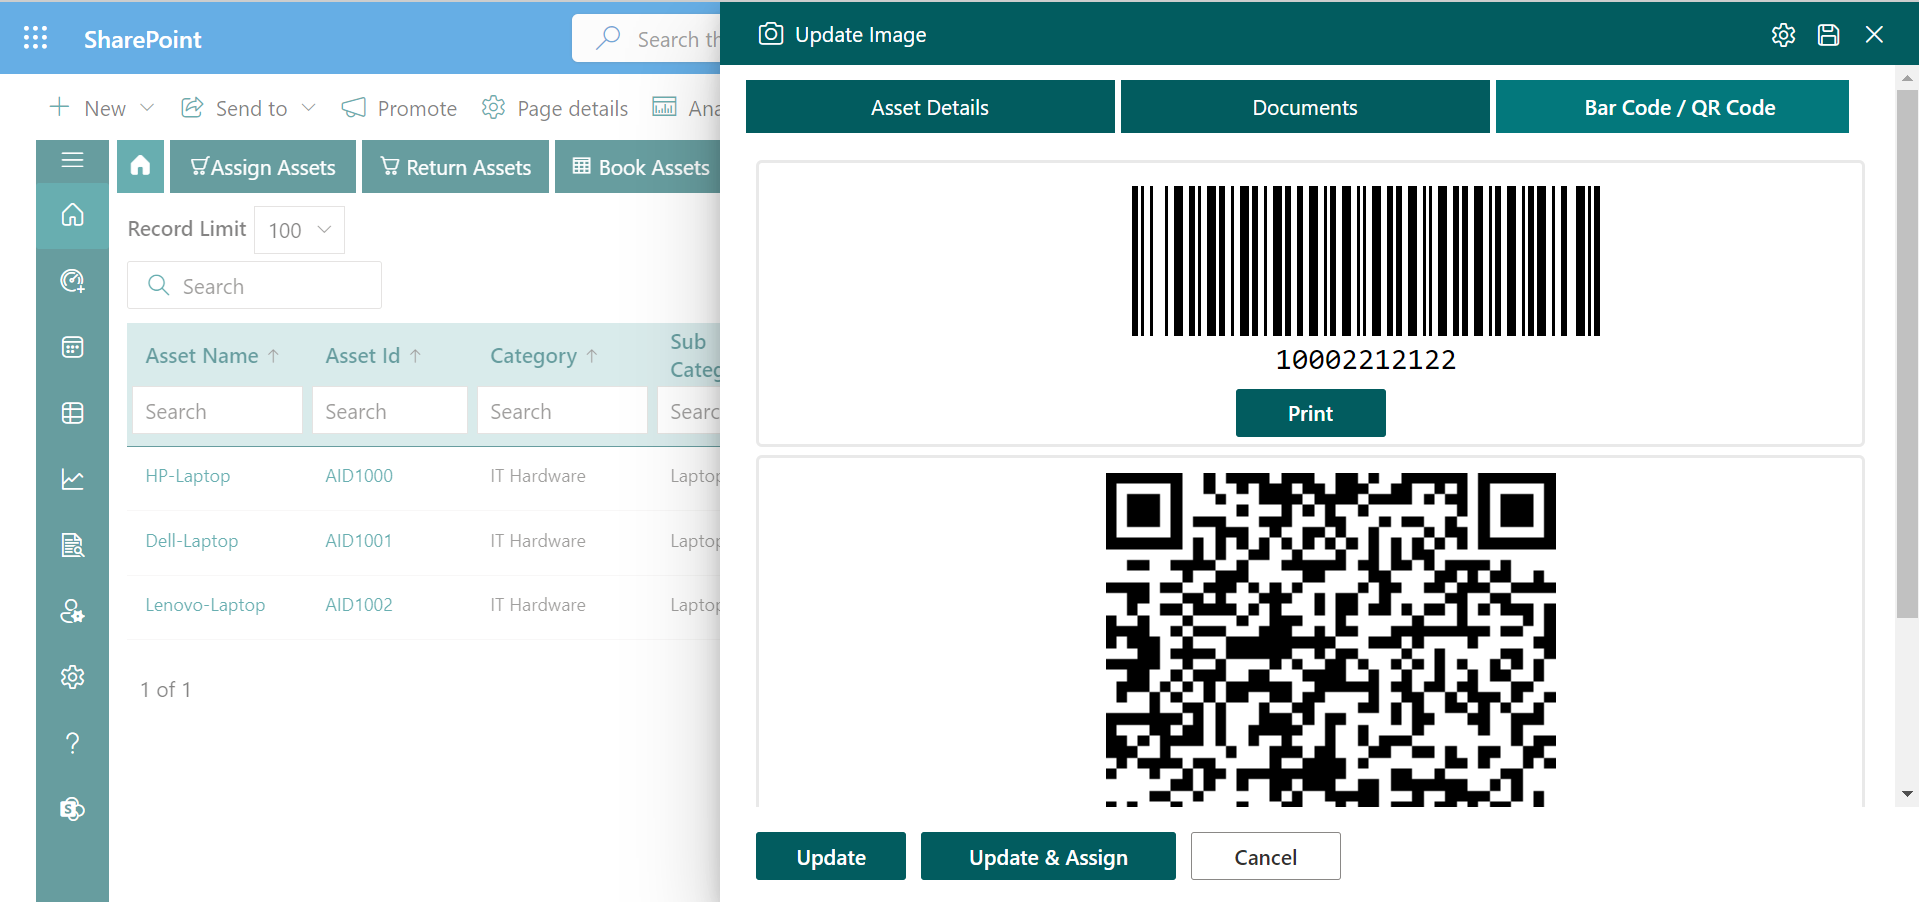 SharePoint
Search th
Update Image
New
Send to
Promote
Page details
Ana
Asset Details
Documents
Bar Code / QR Code
Assign Assets
Return Assets
Book Assets
Record Limit
100
Search
Asset Name ↑
Asset Id ↑
Category ↑
Sub
Categ
Search
Search
Search
Searc
HP-Laptop
AID1000
IT Hardware
Laptop
Dell-Laptop
AID1001
IT Hardware
Laptop
Lenovo-Laptop
AID1002
IT Hardware
Laptop
1 of 1
10002212122
Print
Update
Update & Assign
Cancel